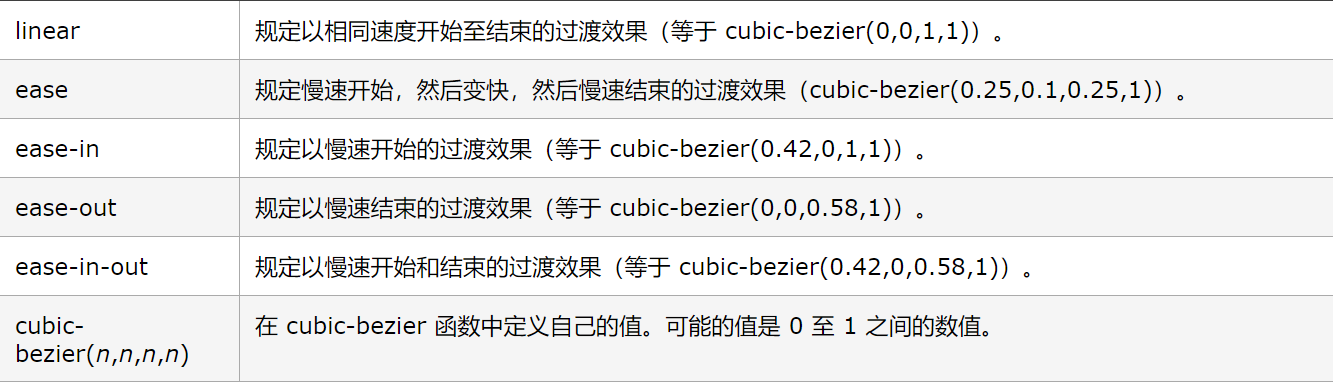 linear 规定以相同速度开始至结束的过渡效果（等于 cubic-bezier(0,0,1,1)）。
ease 规定慢速开始，然后变快，然后慢速结束的过渡效果（cubic-bezier(0.25,0.1,0.25,1)）。
ease-in 规定以慢速开始的过渡效果（等于 cubic-bezier(0.42,0,1,1)）。
ease-out 规定以慢速结束的过渡效果（等于 cubic-bezier(0,0,0.58,1)）。
ease-in-out 规定以慢速开始和结束的过渡效果（等于 cubic-bezier(0.42,0,0.58,1)）。
cubic-
bezier(n,n,n,n)
在 cubic-bezier 函数中定义自己的值。可能的值是 0 至 1 之间的数值。